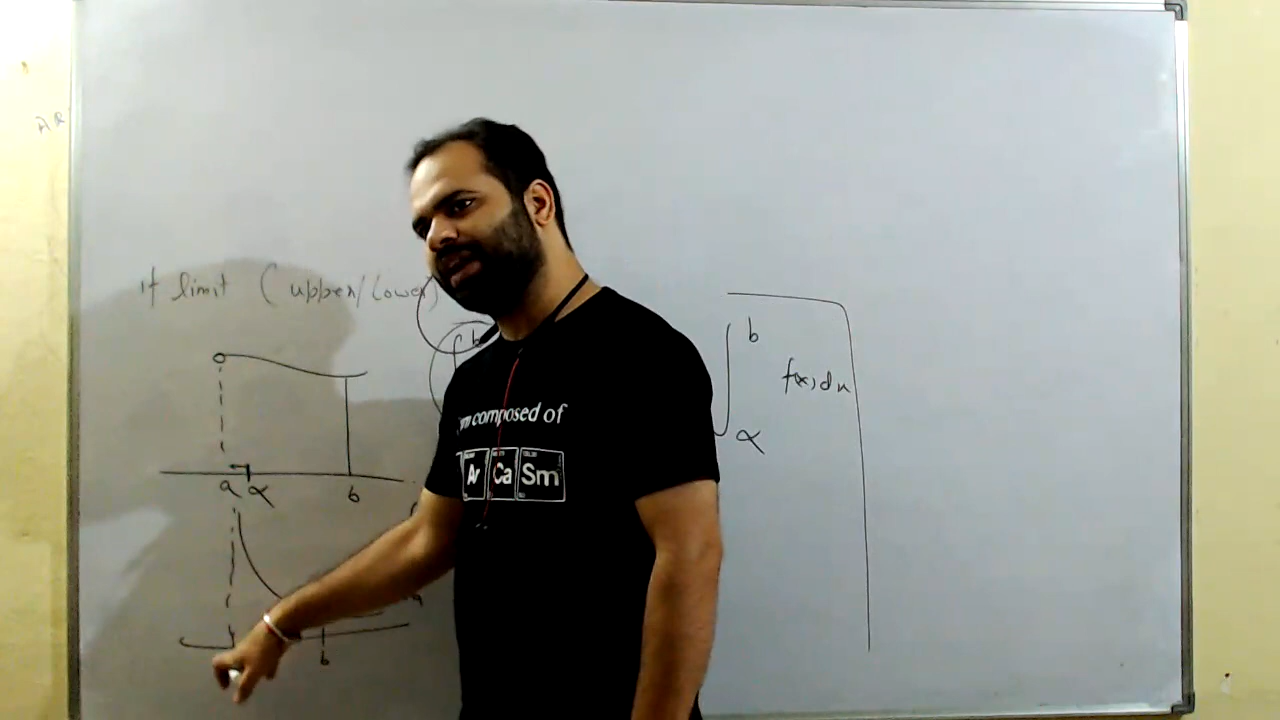 If limit (upper/lower)
b
b
f(x)dx
α
a α b
b
composed of
Ar Ca Sm